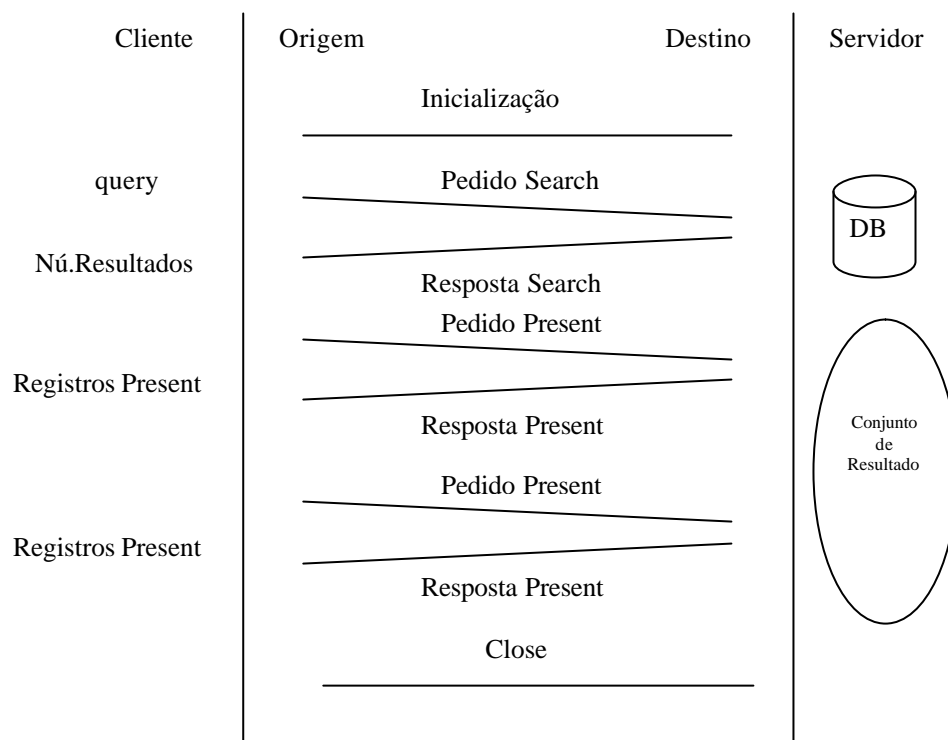 Cliente
Origem
Destino
Servidor
Inicialização
query
Pedido Search
DB
Nú.Resultados
Resposta Search
Pedido Present
Registros Present
Resposta Present
Conjunto
de
Resultado
Pedido Present
Registros Present
Resposta Present
Close